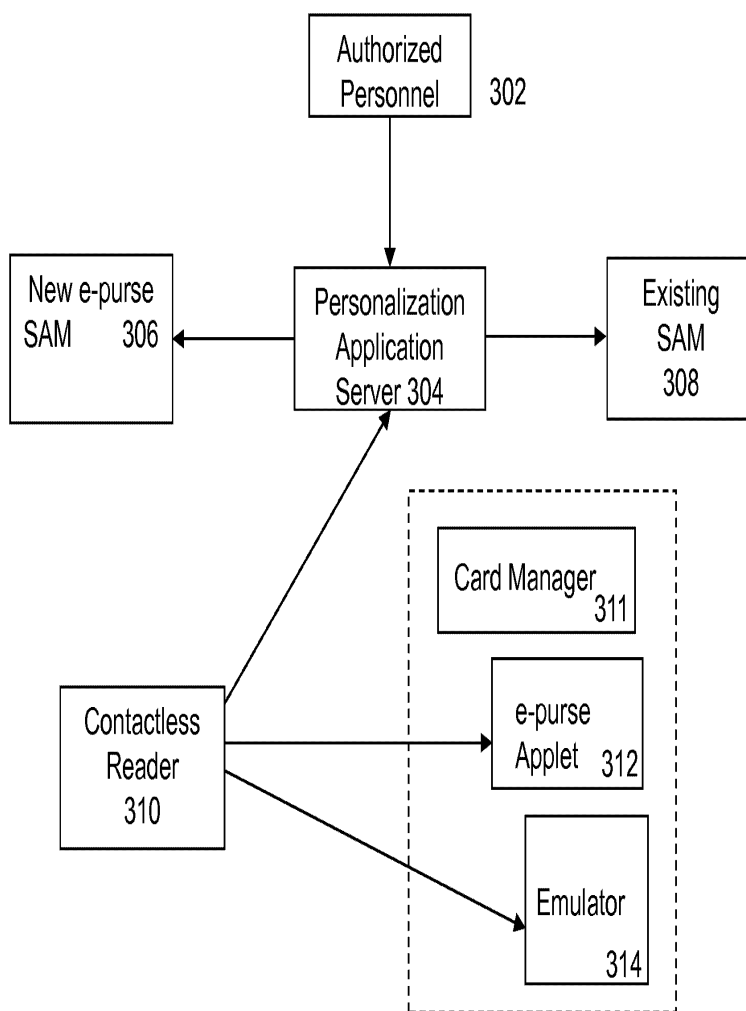 Authorized
Personnel
302
New e-purse
SAM 306
Personalization
Application
Server 304
Existing
SAM
308
Card Manager
311
Contactless
Reader
310
e-purse
Applet
312
Emulator
314